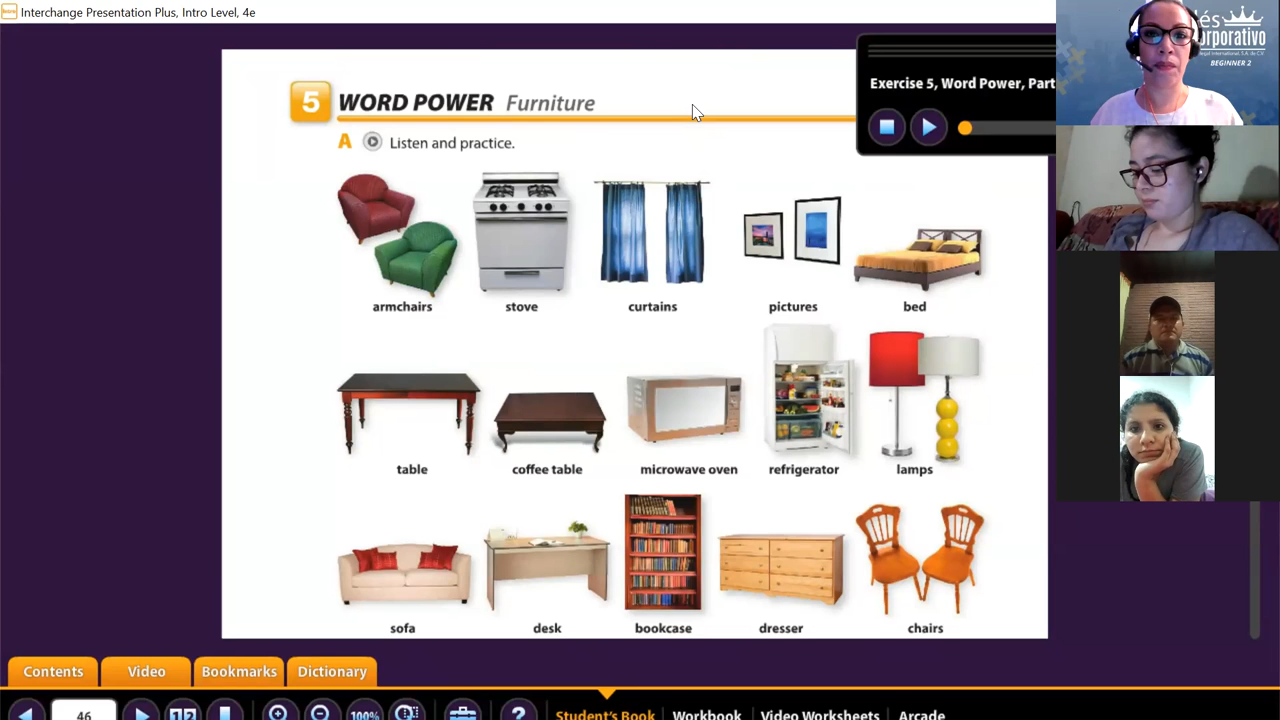 Interchange Presentation Plus, Intro Level, 4e
5 WORD POWER Furniture
A Listen and practice.
Exercise 5, Word Power, Part
armchairs
stove
curtains
pictures
bed
table
coffee table
microwave oven
refrigerator
lamps
sofa
desk
bookcase
dresser
chairs
és
orporativo
BEGINNER 2
Contents
Video
Bookmarks
Dictionary
46
100%
?
Student's Book
Workbook
Video Worksheets
Arcade